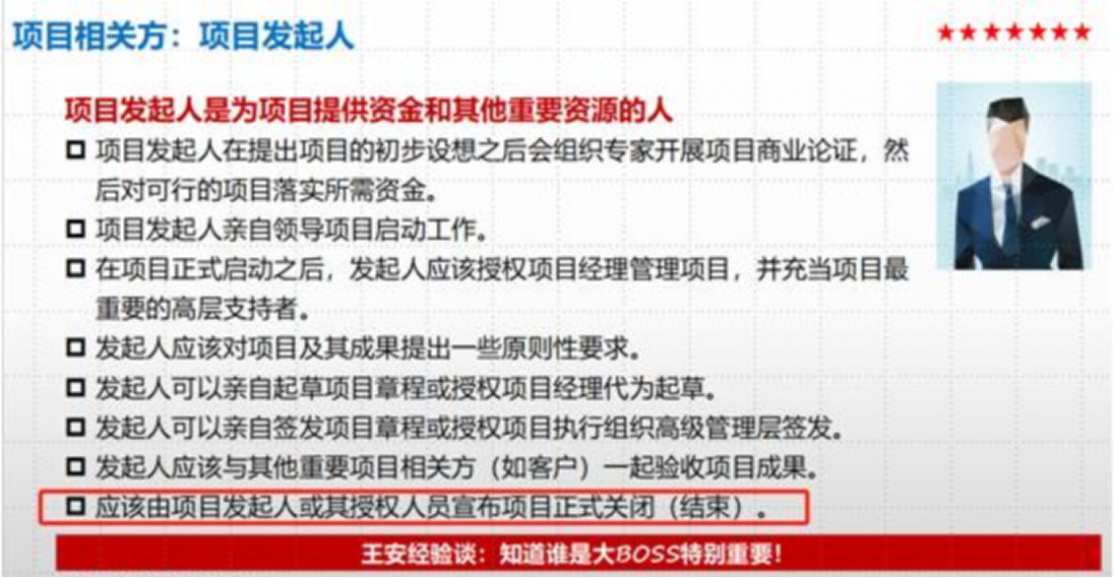 项目相关方：项目发起人
项目发起人是为项目提供资金和其他重要资源的人
项目发起人在提出项目的初步设想之后会组织专家开展项目商业论证，然
后对可行的项目落实所需资金。
项目发起人亲自领导项目启动工作。
在项目正式启动之后，发起人应该授权项目经理管理项目，并充当项目最
重要的高层支持者。
发起人应该对项目及其成果提出一些原则性要求。
发起人可以亲自起草项目章程或授权项目经理代为起草。
发起人可以亲自签发项目章程或授权项目执行组织高级管理层签发。
发起人应该与其他重要项目相关方（如客户）一起验收项目成果。
应该由项目发起人或其授权人员宣布项目正式关闭（结束）。
王安经验谈：知道谁是大BOSS特别重要！